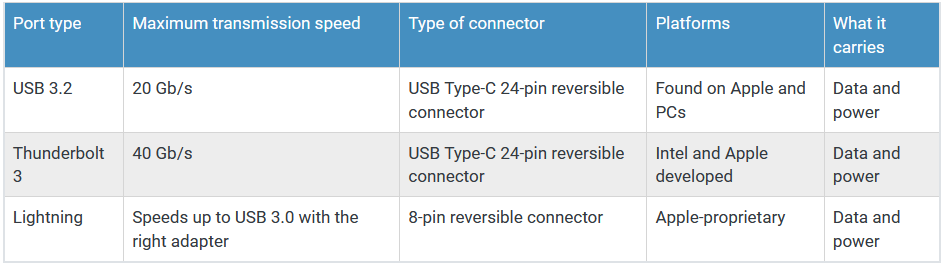 Port type Maximum transmission speed Type of connector Platforms What it
carries
USB 3.2 20 Gb/s USB Type-C 24-pin reversible Found on Apple and Data and
connector PCs power
Thunderbolt 40 Gb/s USB Type-C 24-pin reversible Intel and Apple Data and
3 connector developed power
Lightning Speeds up to USB 3.0 with the 8-pin reversible connector Apple-proprietary Data and
right adapter power